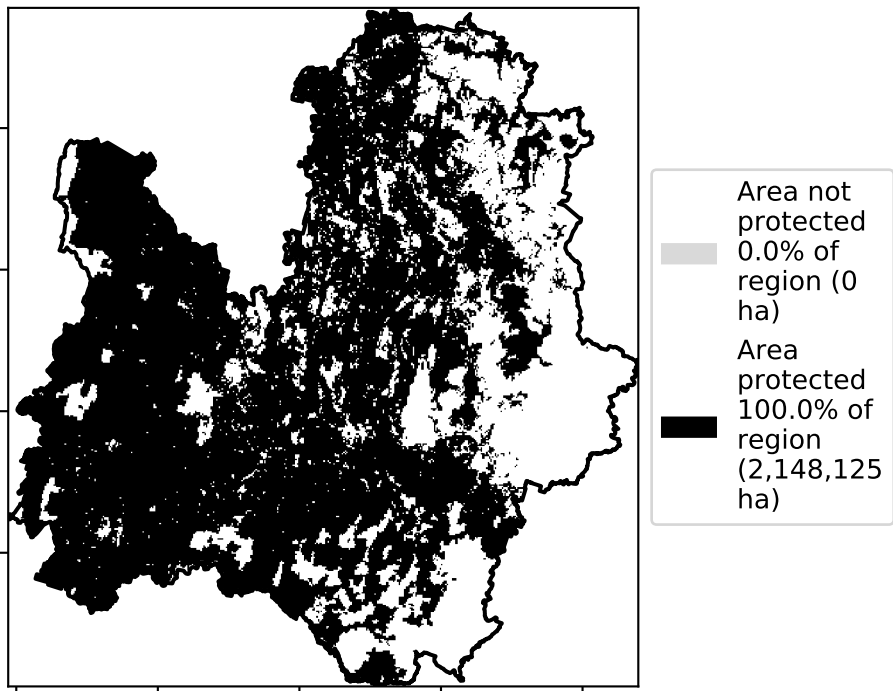 Area not
protected
0.0% of
region (0
ha)
Area
protected
100.0% of
region
(2,148,125
ha)